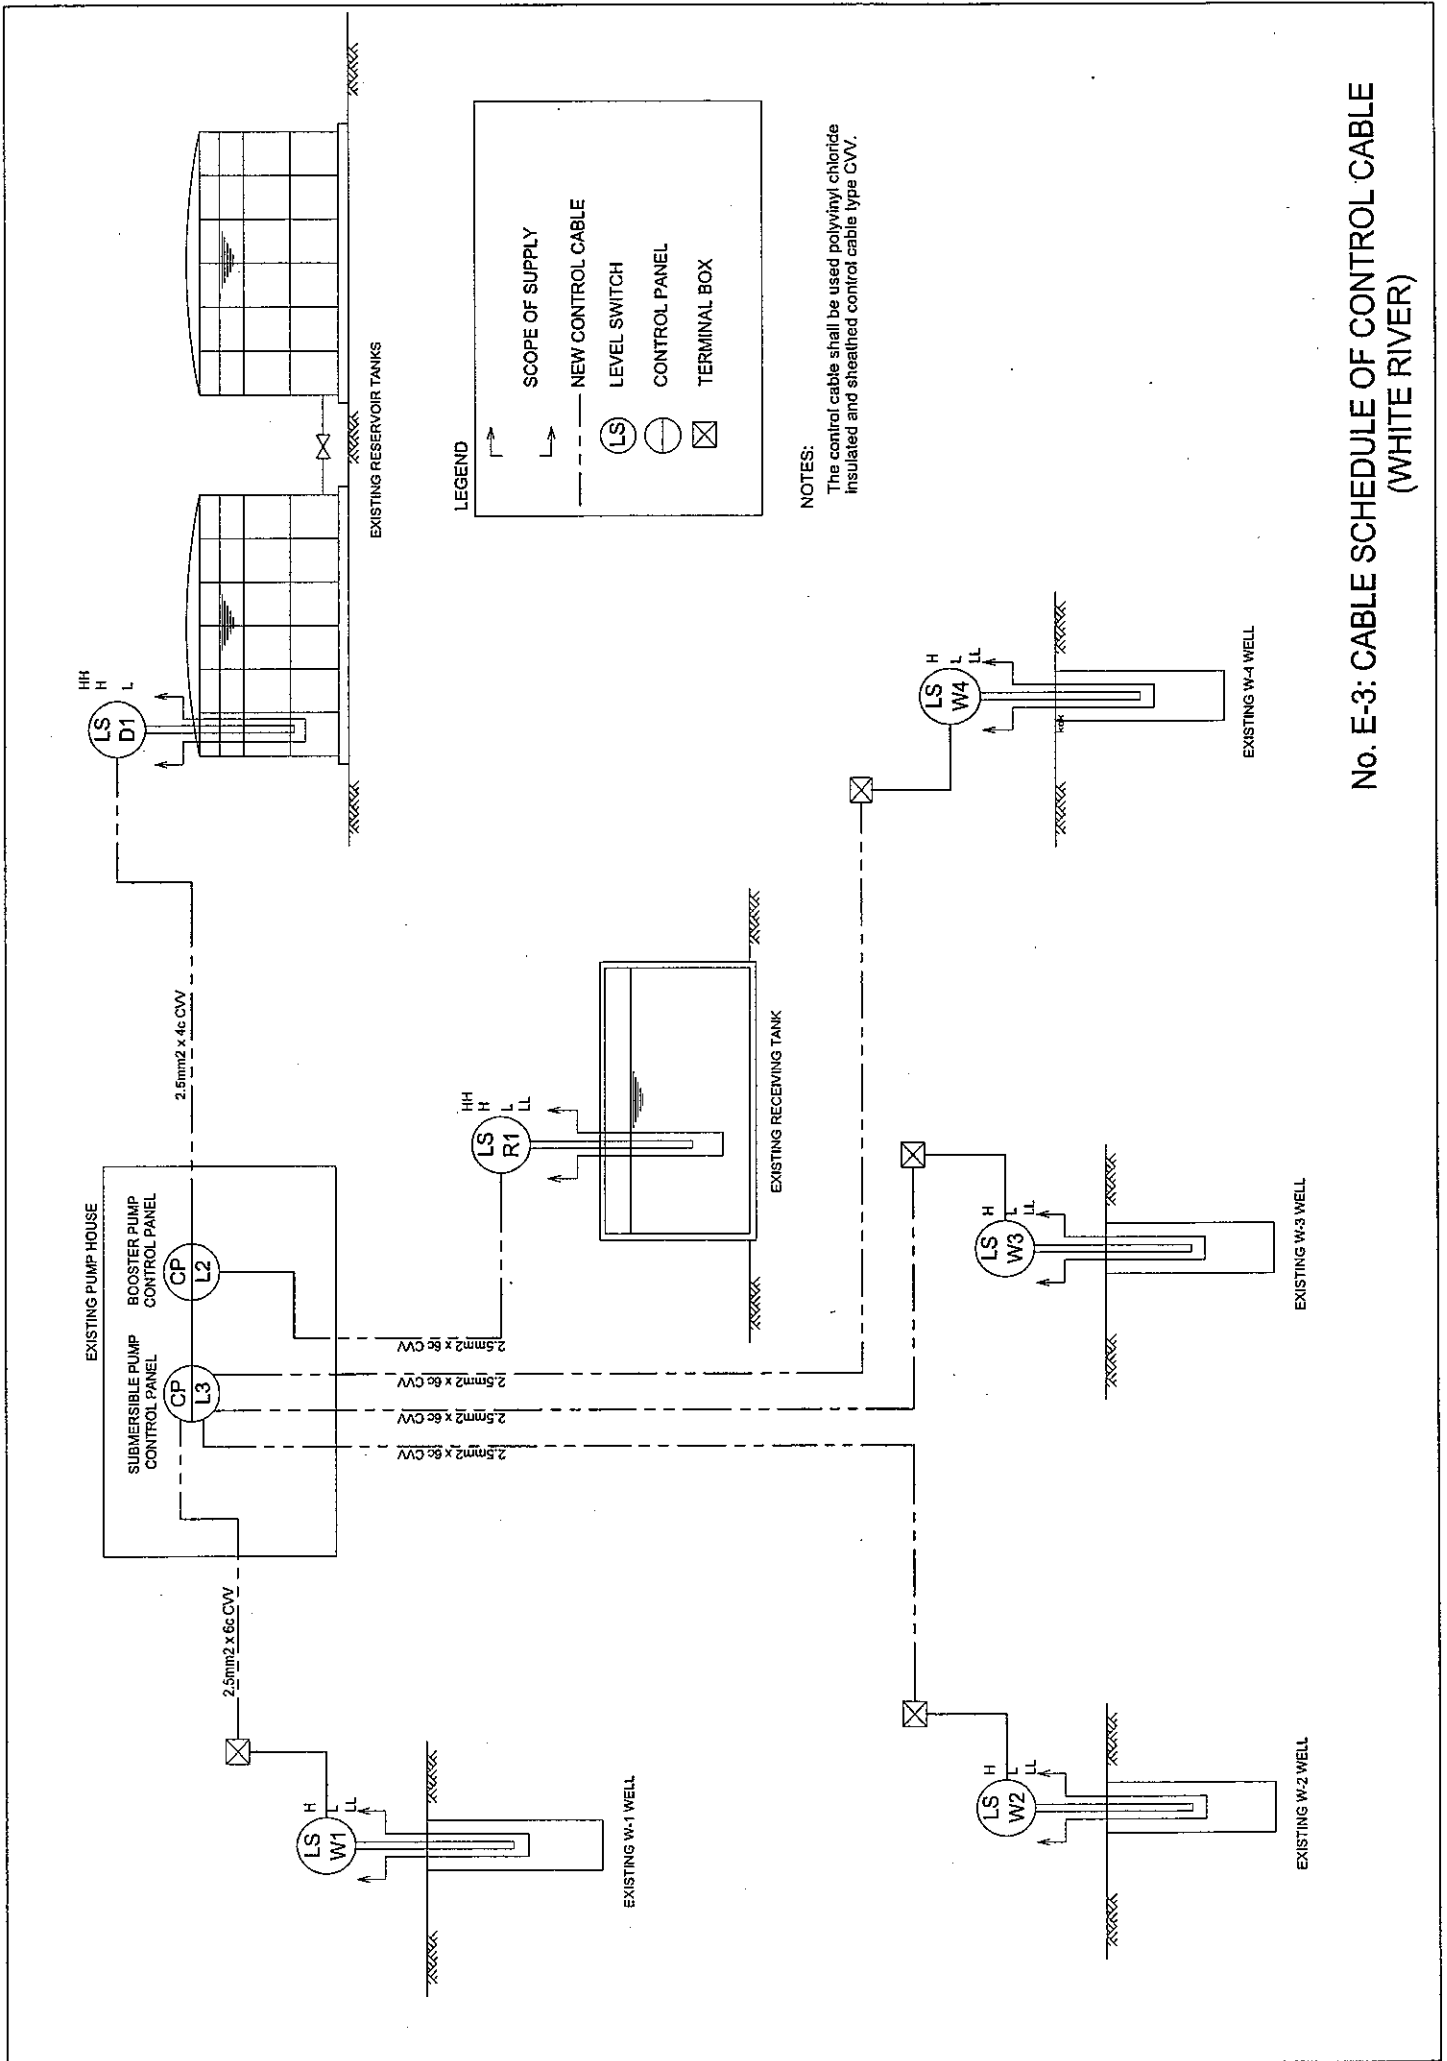 HH
H
L
LS
D1
EXISTING RESERVOIR TANKS
2.5mm2 x 4c CVV
EXISTING PUMP HOUSE
SUBMERSIBLE PUMP
CONTROL PANEL
BOOSTER PUMP
CONTROL PANEL
CP
L3
CP
L2
2.5mm2 x 6c CVV
LS
W1
H
L
LL
EXISTING W-1 WELL
2.5mm2 x 6c CVV
2.5mm2 x 6c CVV
2.5mm2 x 6c CVV
2.5mm2 x 6c CVV
HH
H
L
LL
LS
R1
EXISTING RECEIVING TANK
LS
W2
H
L
LL
EXISTING W-2 WELL
LS
W3
H
L
LL
EXISTING W-3 WELL
LS
W4
H
L
LL
EXISTING W-4 WELL
LEGEND
SCOPE OF SUPPLY
NEW CONTROL CABLE
LS
LEVEL SWITCH
CONTROL PANEL
TERMINAL BOX
NOTES:
The control cable shall be used polyvinyl chloride
insulated and sheathed control cable type CVV.
No. E-3: CABLE SCHEDULE OF CONTROL CABLE
(WHITE RIVER)